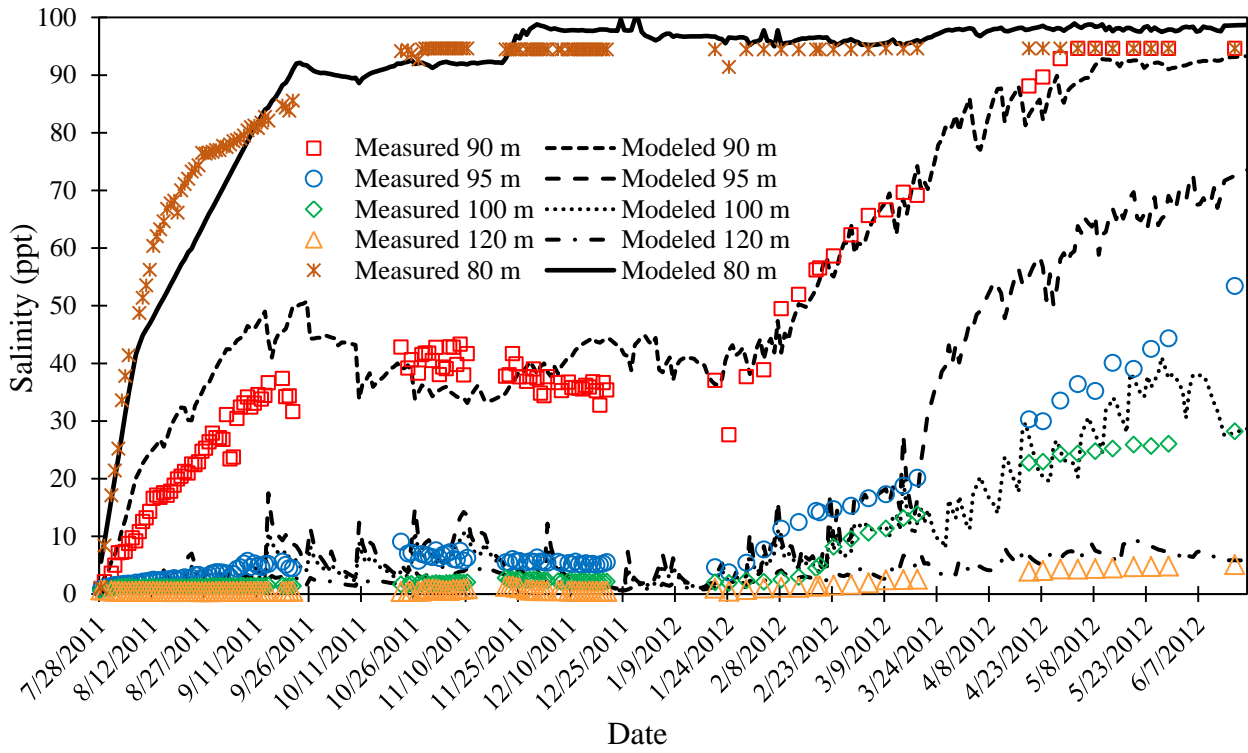 100
90
80
70
60
50
40
30
20
10
0
Salinity (ppt)
Measured 90 m
Modeled 90 m
Measured 95 m
Modeled 95 m
Measured 100 m
Modeled 100 m
Measured 120 m
Modeled 120 m
Measured 80 m
Modeled 80 m
7/28/2011
8/12/2011
8/27/2011
9/11/2011
9/26/2011
10/11/2011
10/26/2011
11/10/2011
11/25/2011
12/10/2011
12/25/2011
1/9/2012
1/24/2012
2/8/2012
2/23/2012
3/9/2012
3/24/2012
4/8/2012
4/23/2012
5/8/2012
5/23/2012
6/7/2012
Date